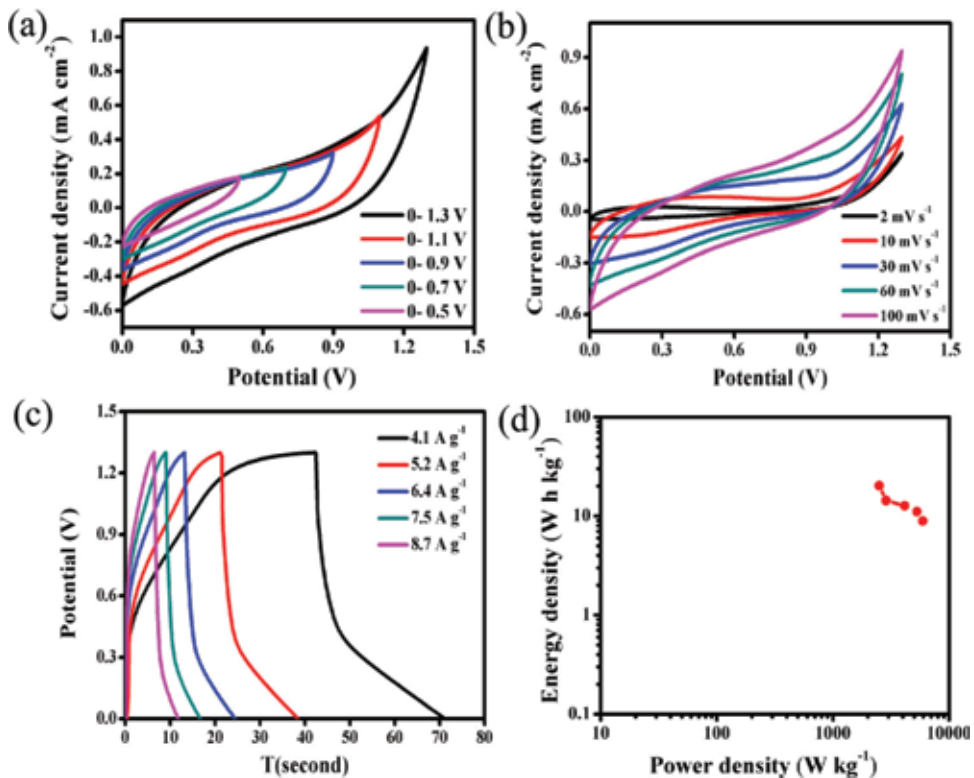 (a)
Current density (mA cm⁻²)
1.0
0.8
0.6
0.4
0.2
0.0
-0.2
-0.4
-0.6
0- 1.3 V
0- 1.1 V
0- 0.9 V
0- 0.7 V
0- 0.5 V
0.0 0.3 0.6 0.9 1.2 1.5
Potential (V)
(b)
Current density (mA cm⁻²)
0.9
0.6
0.3
0.0
-0.3
-0.6
2 mV s⁻¹
10 mV s⁻¹
30 mV s⁻¹
60 mV s⁻¹
100 mV s⁻¹
0.0 0.3 0.6 0.9 1.2 1.5
Potential (V)
(c)
Potential (V)
1.5
1.2
0.9
0.6
0.3
0.0
4.1 A g⁻¹
5.2 A g⁻¹
6.4 A g⁻¹
7.5 A g⁻¹
8.7 A g⁻¹
0 10 20 30 40 50 60 70 80
T(second)
(d)
Energy density (W h kg⁻¹)
100
10
1
0.1
10 100 1000 10000
Power density (W kg⁻¹)